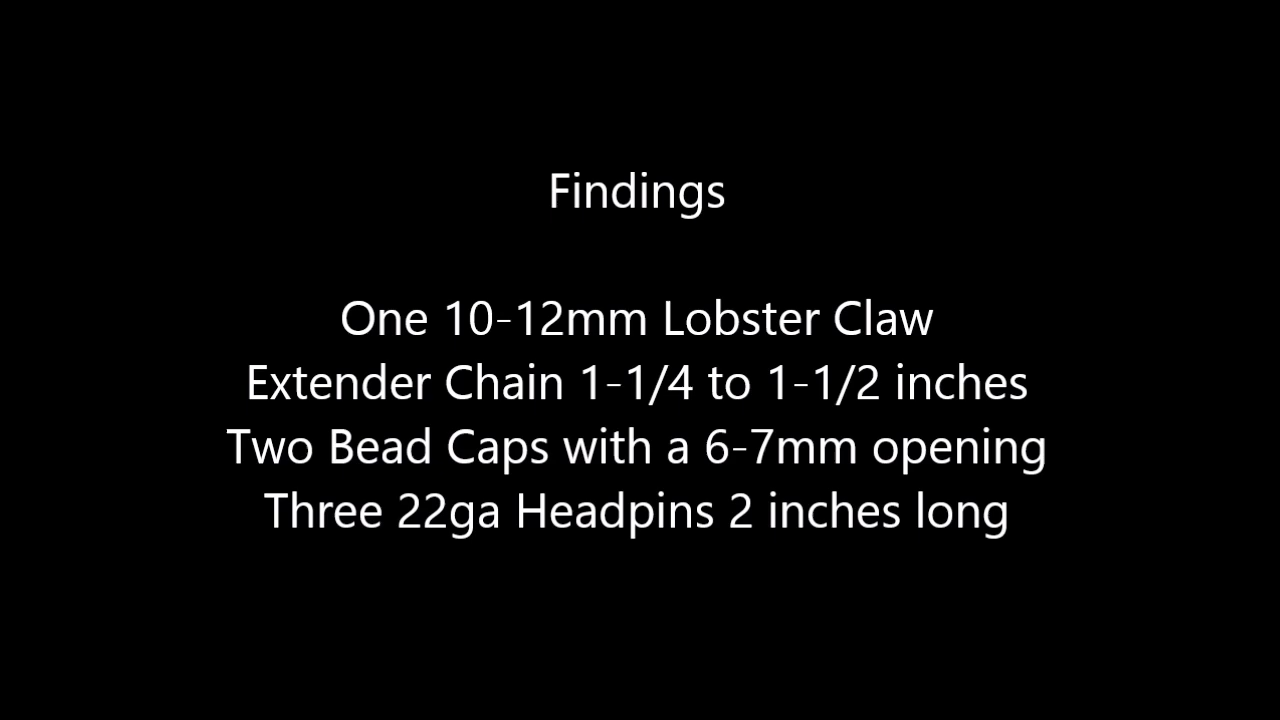 Findings
One 10-12mm Lobster Claw
Extender Chain 1-1/4 to 1-1/2 inches
Two Bead Caps with a 6-7mm opening
Three 22ga Headpins 2 inches long